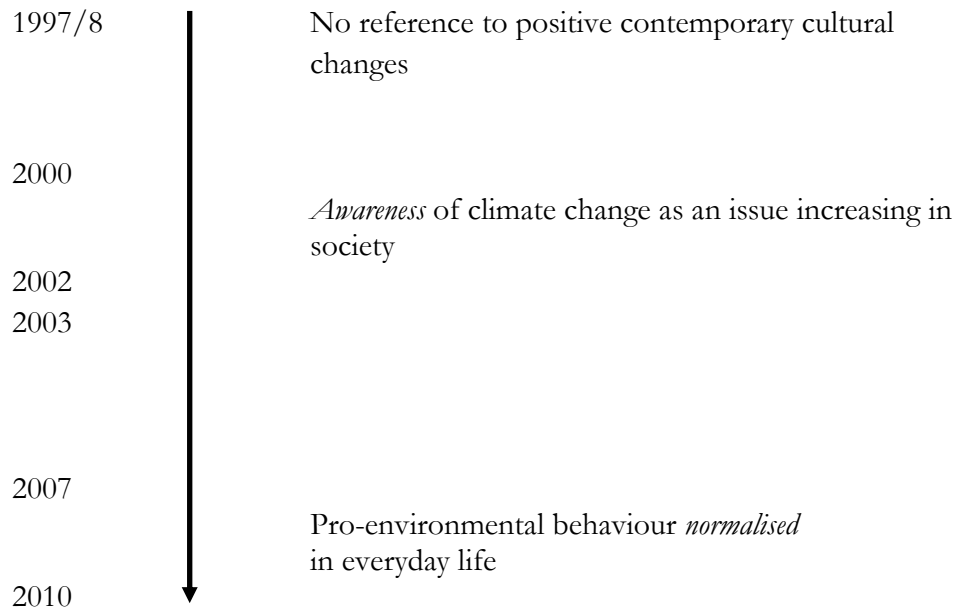 1997/8
No reference to positive contemporary cultural
changes
2000
Awareness of climate change as an issue increasing in
society
2002
2003
2007
Pro-environmental behaviour normalised
in everyday life
2010